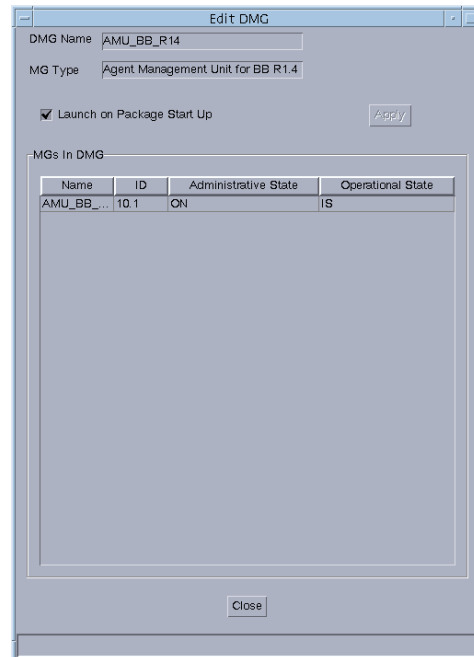 Edit DMG
DMG Name AMU_BB_R14
MG Type Agent Management Unit for BB R1.4
Launch on Package Start Up Apply
MGs In DMG
Name ID Administrative State Operational State
AMU_BB_... 10.1 ON IS
Close